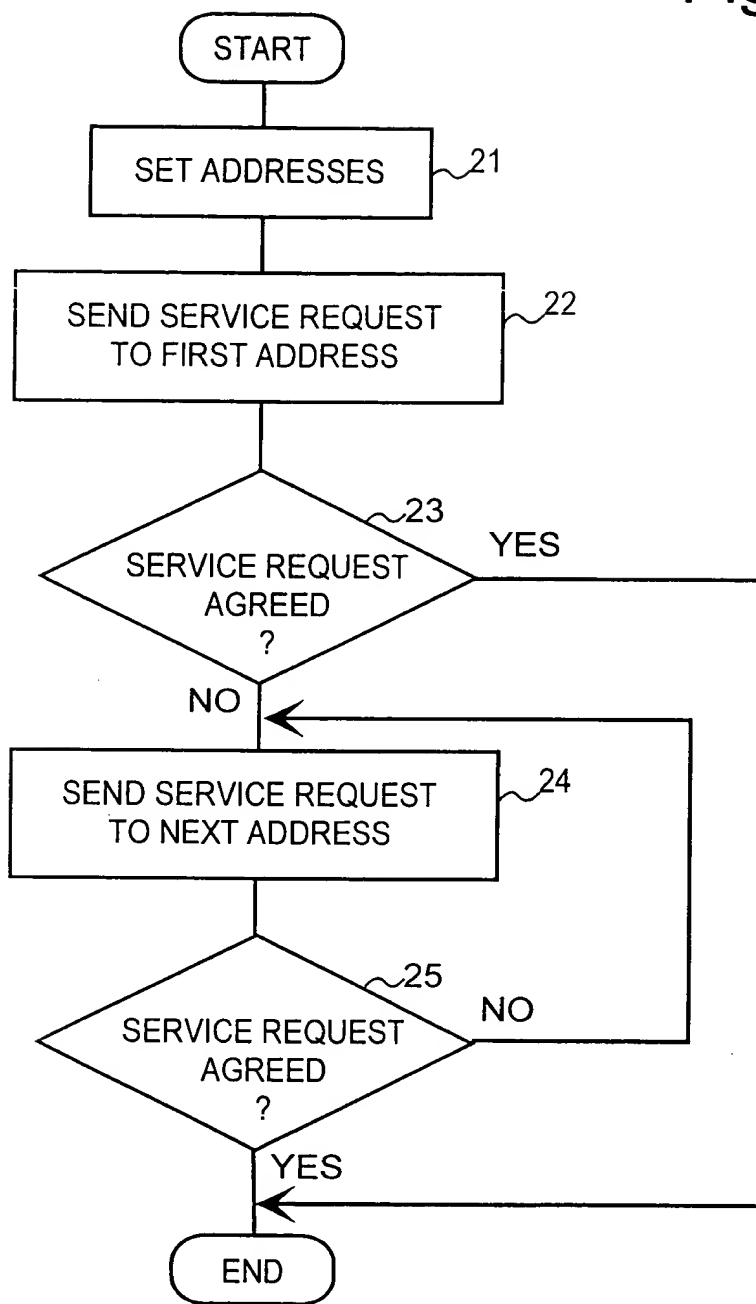 START
SET ADDRESSES
21
SEND SERVICE REQUEST
TO FIRST ADDRESS
22
23
YES
SERVICE REQUEST
AGREED
?
NO
SEND SERVICE REQUEST
TO NEXT ADDRESS
24
25
NO
SERVICE REQUEST
AGREED
?
YES
END